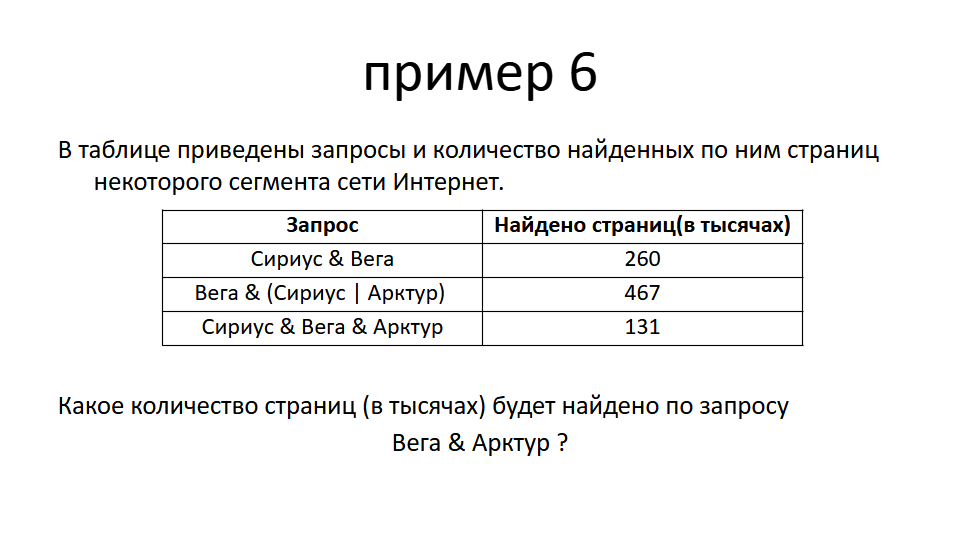 пример 6
В таблице приведены запросы и количество найденных по ним страниц
некоторого сегмента сети Интернет.
Запрос Найдено страниц(в тысячах)
Сириус & Вега 260
Вега & (Сириус | Арктур) 467
Сириус & Вега & Арктур 131
Какое количество страниц (в тысячах) будет найдено по запросу
Вега & Арктур ?